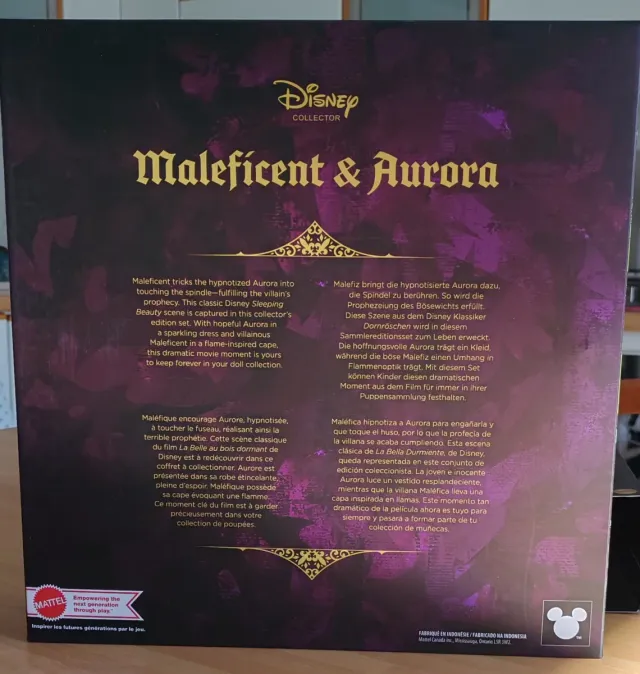 Disney
COLLECTOR
Maleficent & Aurora
Maleficent tricks the hypnotized Aurora into
touching the spindle—fulfilling the villain's
prophecy. This classic Disney Sleeping
Beauty scene is captured in this collector's
edition set. With hopeful Aurora in
a sparkling dress and villainous
Maleficent in a flame-inspired cape,
this dramatic movie moment is yours
to keep forever in your doll collection.
Malefiz bringt die hypnotisierte Aurora dazu,
die Spindel zu berühren. So wird die
Prophezeiung des Bösewichts erfüllt.
Diese Szene aus dem Disney Klassiker
Dornröschen wird in diesem
Sammlereditionsset zum Leben erweckt.
Die hoffnungsvolle Aurora trägt ein Kleid,
während die böse Malefiz einen Umhang in
Flammenoptik trägt. Mit diesem Set
können Kinder diesen dramatischen
Moment aus dem Film für immer in ihrer
Puppensammlung festhalten.
Maléfique encourage Aurore, hypnotisée,
à toucher le fuseau, réalisant ainsi la
terrible prophétie. Cette scène classique
du film La Belle au bois dormant de
Disney est à redécouvrir dans ce
coffret à collectionner. Aurore est
présentée dans sa robe étincelante,
pleine d'espoir. Maléfique possède
sa cape évoquant une flamme.
Ce moment clé du film est à garder
précieusement dans votre
collection de poupées.
Maléfica hipnotiza a Aurora para engañarla y
que toque el huso, por lo que la profecía de
la villana se acaba cumpliendo. Esta escena
clásica de La Bella Durmiente, de Disney,
queda representada en este conjunto de
edición coleccionista. La joven e inocente
Aurora luce un vestido resplandeciente,
mientras que la villana Maléfica lleva una
capa inspirada en llamas. Este momento tan
dramático de la película ahora es tuyo para
siempre y pasará a formar parte de tu
colección de muñecas.
MATTEL
Empowering the
next generation
through play.™
Inspirer les futures générations par le jeu.
FABRIQUÉ EN INDONÉSIE / FABRICADO NA INDONESIA
Mattel Canada Inc., Mississauga, Ontario L5R 3W2.